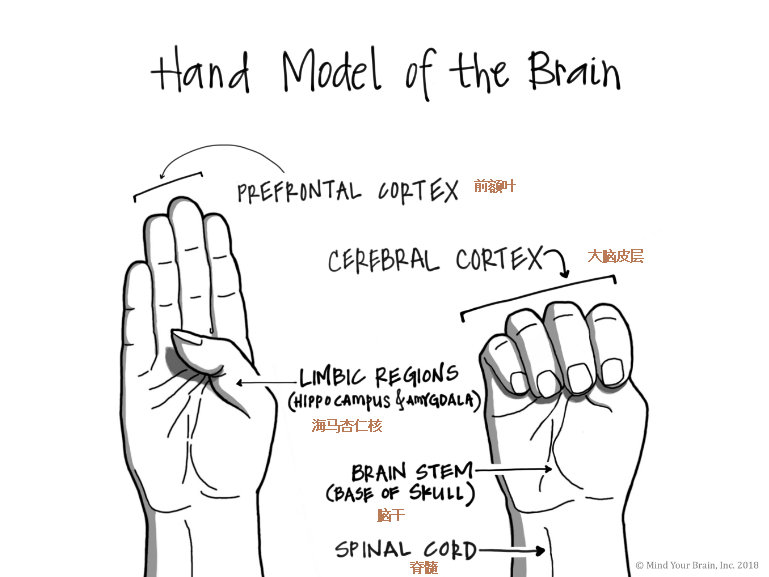 Hand Model of the Brain
PREFRONTAL CORTEX 前额叶
CEREBRAL CORTEX 大脑皮层
LIMBIC REGIONS
(HIPPOCAMPUS & AMYGDALA)
海马杏仁核
BRAIN STEM
(BASE OF SKULL)
脑干
SPINAL CORD
脊髓
© Mind Your Brain, Inc. 2018